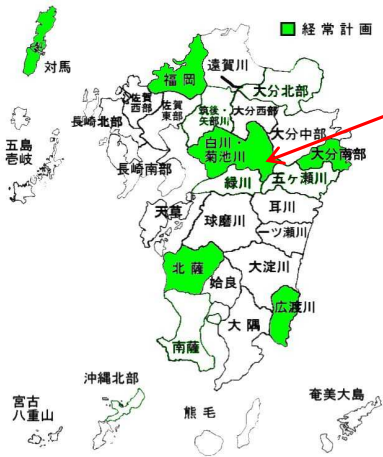 経常計画
対馬
福岡
遠賀川
大分北部
佐賀
西部
佐賀
東部
筑後・
矢部川
大分西部
長崎北部
大分中部
五島
壱岐
白川・
菊池川
大分南部
長崎南部
緑川
五ヶ瀬川
天草
球磨川
耳川
一ツ瀬川
北薩
姶良
大淀川
広渡川
大隅
南薩
沖縄北部
宮古
八重山
熊毛
奄美大島